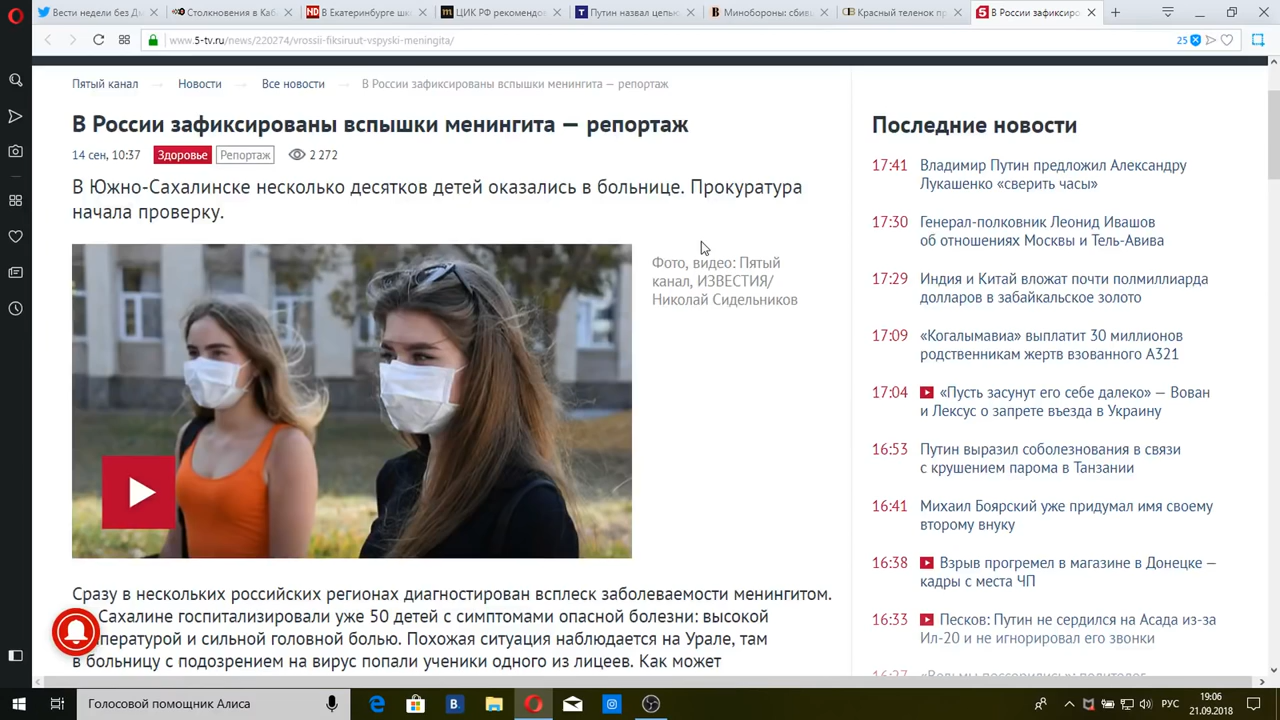 Вести недели без Д
Столкновения в Каб
В Екатеринбурге шк
ЦИК РФ рекомендов
Путин назвал цепь
Минобороны: сбив
Красный теленок пр
В России зафиксиро
www.5-tv.ru/news/220274/vrossii-fiksiruut-vspyski-meningita/
25
Пятый канал → Новости → Все новости → В России зафиксированы вспышки менингита — репортаж
В России зафиксированы вспышки менингита — репортаж
14 сен, 10:37 Здоровье Репортаж 2 272
В Южно-Сахалинске несколько десятков детей оказались в больнице. Прокуратура
начала проверку.
Фото, видео: Пятый
канал, ИЗВЕСТИЯ/
Николай Сидельников
Сразу в нескольких российских регионах диагностирован всплеск заболеваемости менингитом.
Сахалине госпитализировали уже 50 детей с симптомами опасной болезни: высокой
пературой и сильной головной болью. Похожая ситуация наблюдается на Урале, там
в больницу с подозрением на вирус попали ученики одного из лицеев. Как может
Последние новости
17:41 Владимир Путин предложил Александру
Лукашенко «сверить часы»
17:30 Генерал-полковник Леонид Ивашов
об отношениях Москвы и Тель-Авива
17:29 Индия и Китай вложат почти полмиллиарда
долларов в забайкальское золото
17:09 «Когалымавиа» выплатит 30 миллионов
родственникам жертв взованного А321
17:04 «Пусть засунут его себе далеко» — Вован
и Лексус о запрете въезда в Украину
16:53 Путин выразил соболезнования в связи
с крушением парома в Танзании
16:41 Михаил Боярский уже придумал имя своему
второму внуку
16:38 Взрыв прогремел в магазине в Донецке —
кадры с места ЧП
16:33 Песков: Путин не сердился на Асада из-за
Ил-20 и не игнорировал его звонки
Голосовой помощник Алиса
РУС
19:06
21.09.2018